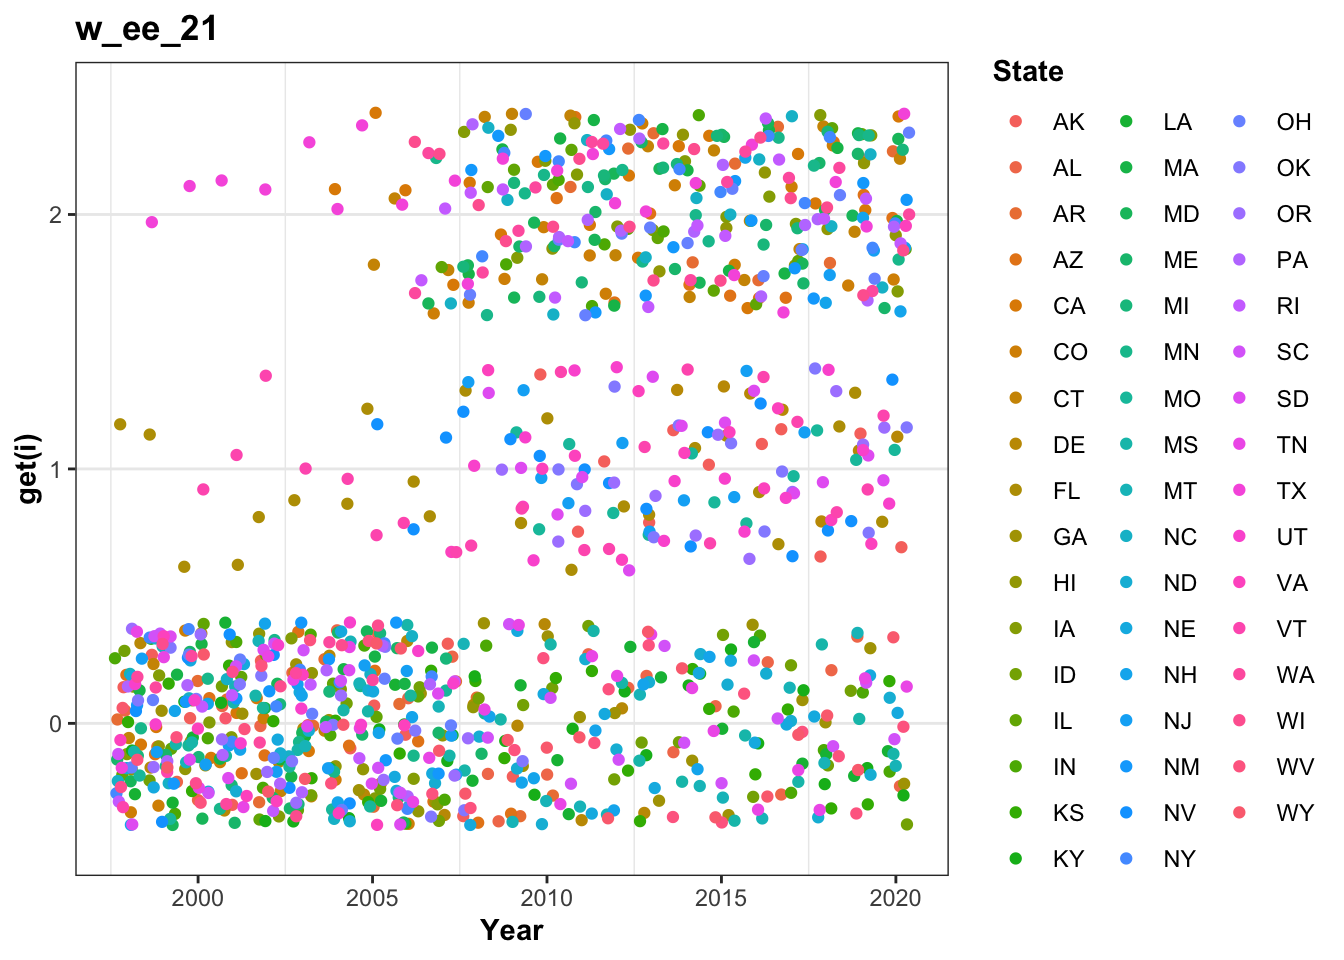 w_ee_21
get(i)
2
1
0
2000 2005 2010 2015 2020
Year
State
AK LA OH
AL MA OK
AR MD OR
AZ ME PA
CA MI RI
CO MN SC
CT MO SD
DE MS TN
FL MT TX
GA NC UT
HI ND VA
IA NE VT
ID NH WA
IL NJ WI
IN NM WV
KS NV WY
KY NY